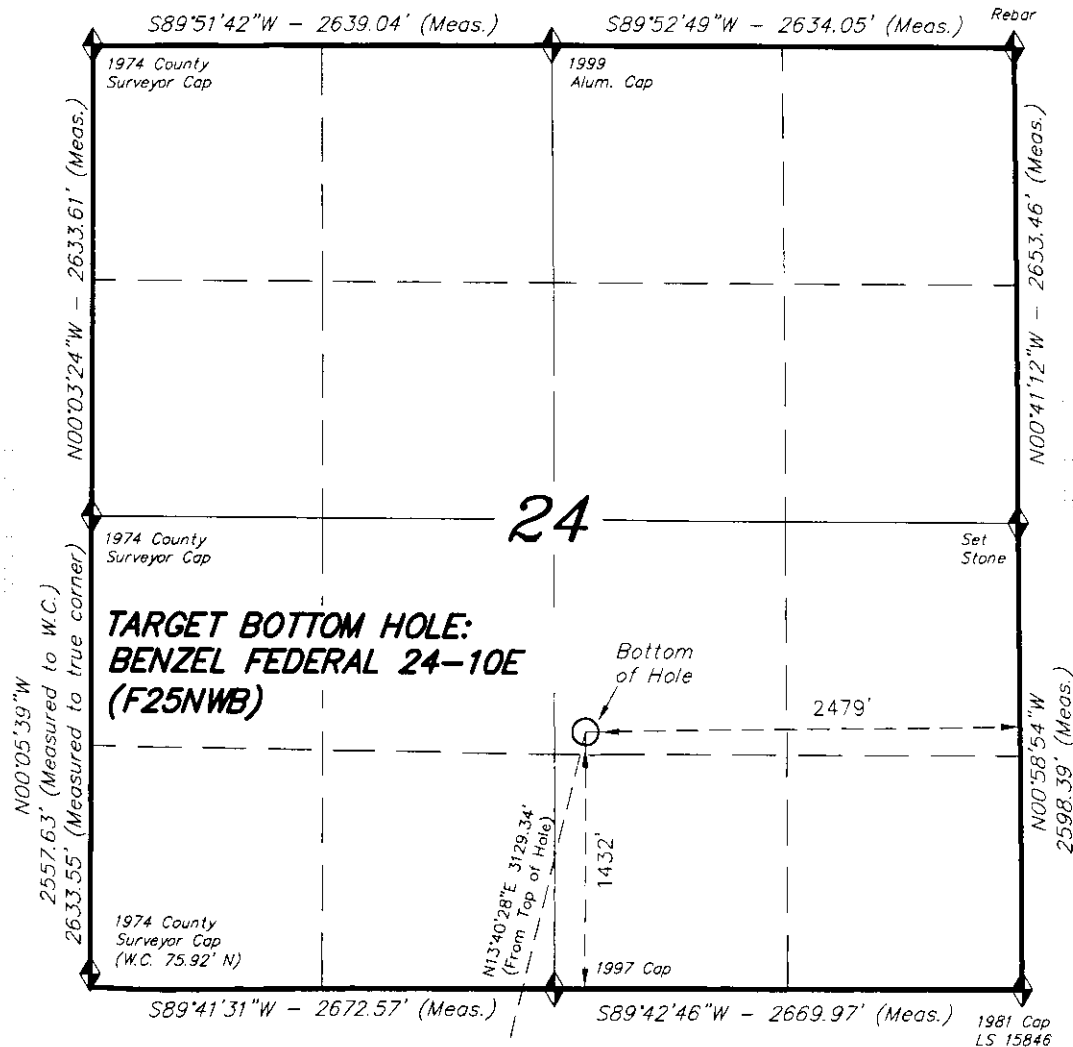 S89°51'42"W - 2639.04' (Meas.)
S89°52'49"W - 2634.05' (Meas.)
Rebar
1974 County
Surveyor Cap
1999
Alum. Cap
N00°03'24"W - 2633.61' (Meas.)
N00°41'12"W - 2653.46' (Meas.)
24
1974 County
Surveyor Cap
Set
Stone
TARGET BOTTOM HOLE:
BENZEL FEDERAL 24-10E
(F25NWB)
Bottom
of Hole
2479'
N00°05'39"W
2557.63' (Measured to W.C.)
2633.55' (Measured to true corner)
N00°58'54"W
2598.39' (Meas.)
N13°40'28"E 3129.34'
(From Top of Hole)
1432'
1974 County
Surveyor Cap
(W.C. 75.92' N)
1997 Cap
S89°41'31"W - 2672.57' (Meas.)
S89°42'46"W - 2669.97' (Meas.)
1981 Cap
LS 15846